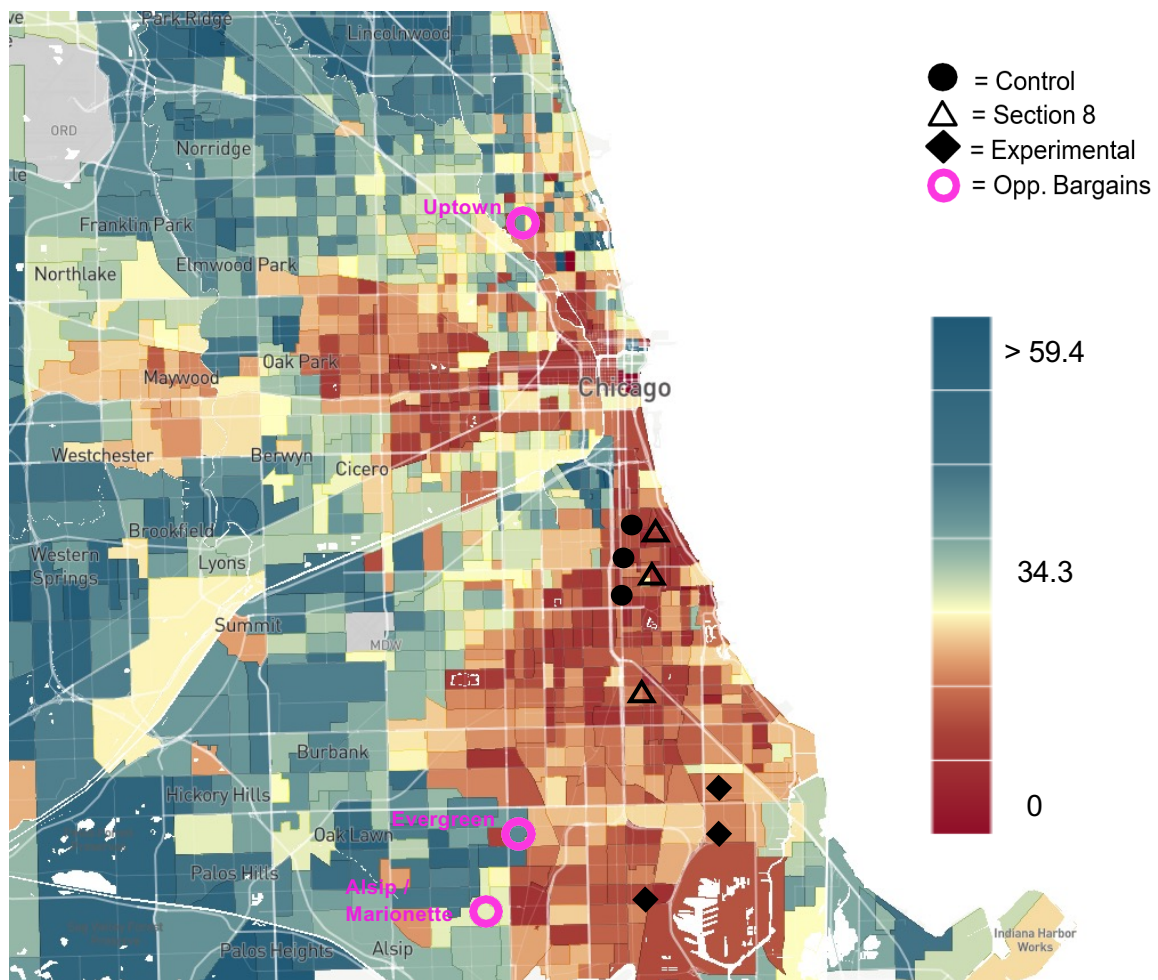 ve
Park Ridge
Lincolnwood
e
ORD
Norridge
lle
Uptown
Franklin Park
Elmwood Park
Northlake
Oak Park
Maywood
Chicago
Westchester
Berwyn
Cicero
Brookfield
Western
Springs
Lyons
Summit
MDW
Burbank
Hickory Hills
Evergreen
Oak Lawn
Palos Hills
Alsip /
Marionette
Palos Heights
Alsip
Indiana Harbor
Works
= Control
= Section 8
= Experimental
= Opp. Bargains
> 59.4
34.3
0